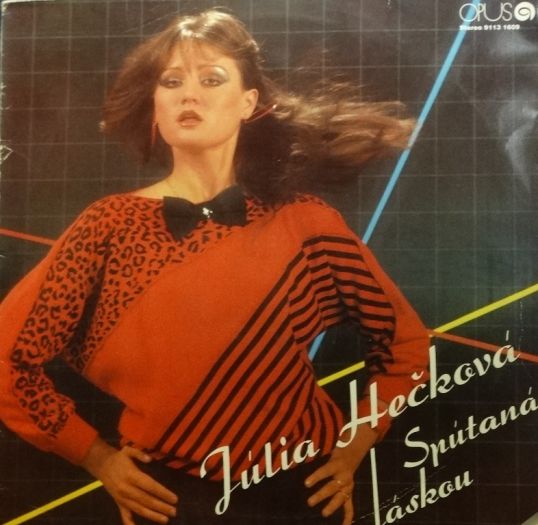 OPUS
Stereo 9113 1609
Júlia Hečková
Spútaná
láskou